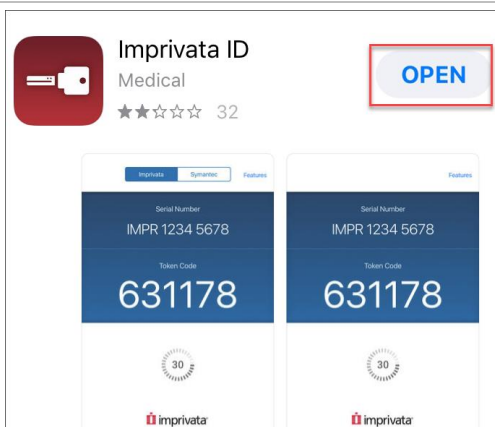 Imprivata ID
Medical
OPEN
32
Imprivata Symantec Features
Serial Number
IMPR 1234 5678
Token Code
631178
30
imprivata
Features
Serial Number
IMPR 1234 5678
Token Code
631178
30
imprivata